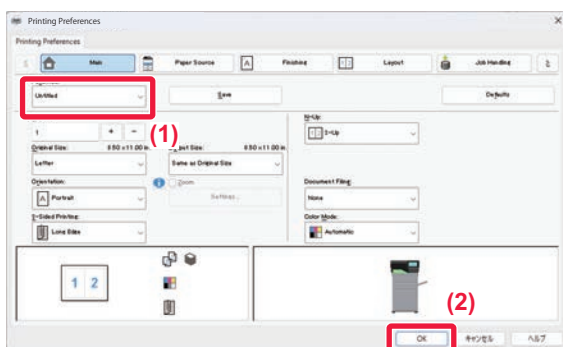 Printing Preferences
Printing Preferences
Main Paper Source Finishing Layout Job Handling
Untitled Save Defaults
(1)
1 + -
N-Up:
2-Up
Original Size: 8.50 x 11.00 in. Output Size: 8.50 x 11.00 in.
Letter Same as Original Size
Orientation: Zoom Document Filing:
Portrait Settings... None
2-Sided Printing: Color Mode:
Long Edge Automatic
1 2
(2)
OK キャンセル ヘルプ